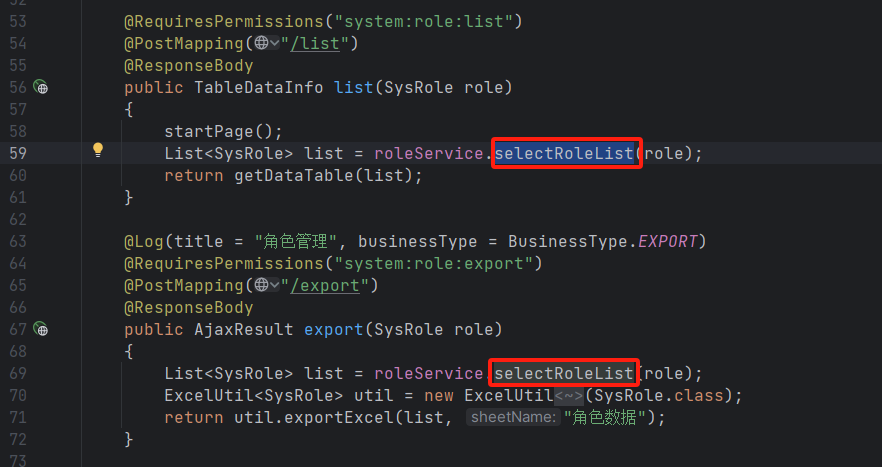 52
53 @RequiresPermissions("system:role:list")
54 @PostMapping("/list")
55 @ResponseBody
56 public TableDataInfo list(SysRole role)
57 {
58 startPage();
59 List<SysRole> list = roleService.selectRoleList(role);
60 return getDataTable(list);
61 }
62
63 @Log(title = "角色管理", businessType = BusinessType.EXPORT)
64 @RequiresPermissions("system:role:export")
65 @PostMapping("/export")
66 @ResponseBody
67 public AjaxResult export(SysRole role)
68 {
69 List<SysRole> list = roleService.selectRoleList(role);
70 ExcelUtil<SysRole> util = new ExcelUtil<~>(SysRole.class);
71 return util.exportExcel(list, sheetName: "角色数据");
72 }
73